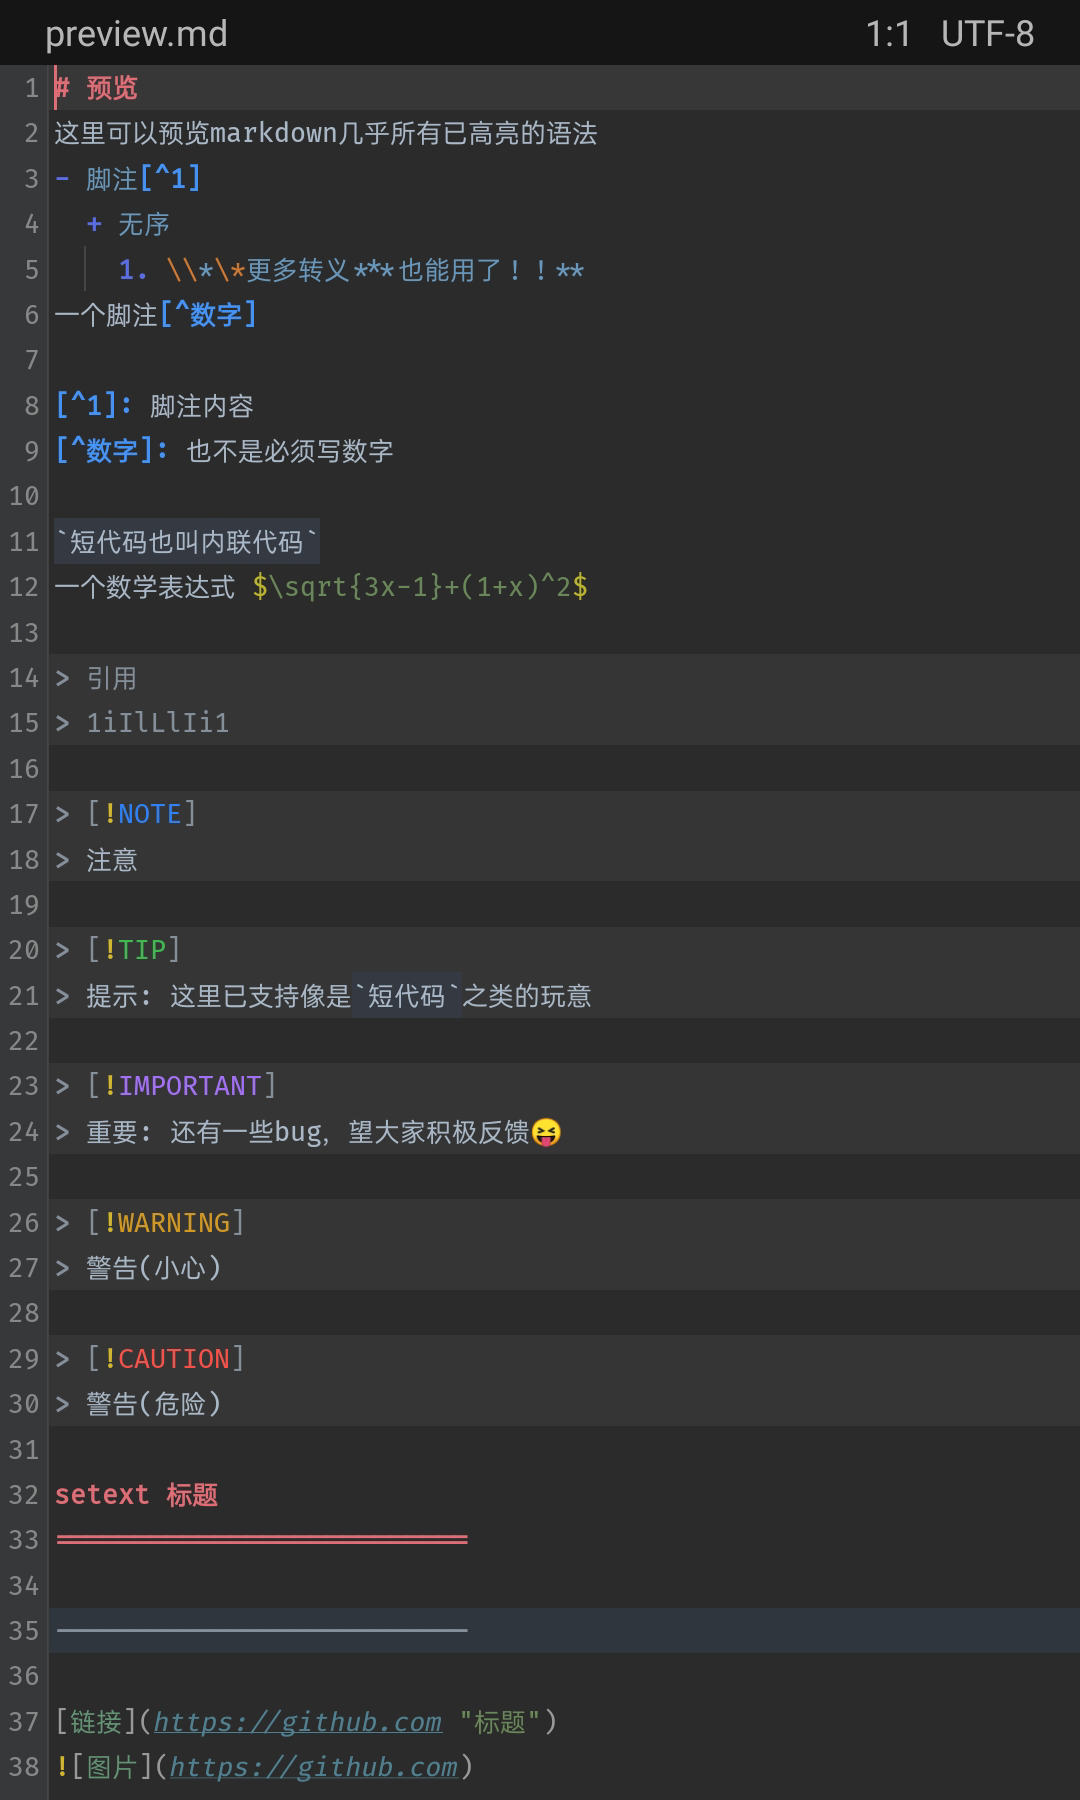 preview.md 1:1 UTF-8
1 # 预览
2 这里可以预览markdown几乎所有已高亮的语法
3 - 脚注[^1]
4 + 无序
5 1. \\*\*更多转义***也能用了！！**
6 一个脚注[^数字]
7
8 [^1]: 脚注内容
9 [^数字]: 也不是必须写数字
10
11 `短代码也叫内联代码`
12 一个数学表达式 $\sqrt{3x-1}+(1+x)^2$
13
14 > 引用
15 > 1iIlLlIi1
16
17 > [!NOTE]
18 > 注意
19
20 > [!TIP]
21 > 提示: 这里已支持像是`短代码`之类的玩意
22
23 > [!IMPORTANT]
24 > 重要: 还有一些bug, 望大家积极反馈😝
25
26 > [!WARNING]
27 > 警告(小心)
28
29 > [!CAUTION]
30 > 警告(危险)
31
32 setext 标题
33 ==========================
34
35 --------------------------
36
37 [链接](https://github.com "标题")
38 ![图片](https://github.com)